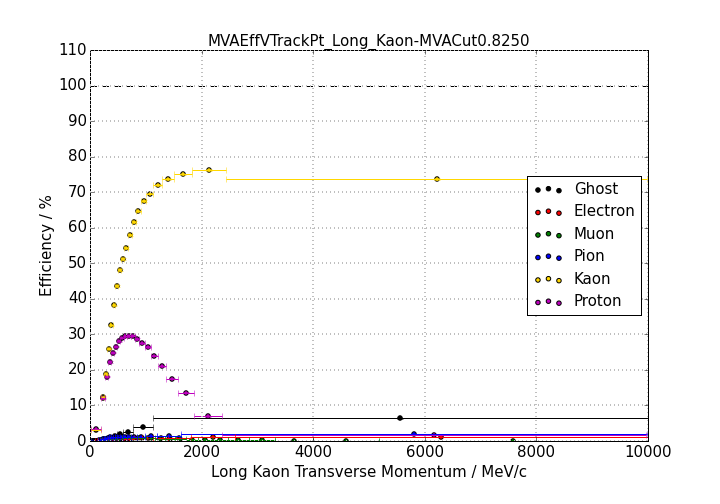 MVAEffVTrackPt_Long_Kaon-MVACut0.8250
Efficiency / %
110
100
90
80
70
60
50
40
30
20
10
0
0 2000 4000 6000 8000 10000
Long Kaon Transverse Momentum / MeV/c
Ghost
Electron
Muon
Pion
Kaon
Proton